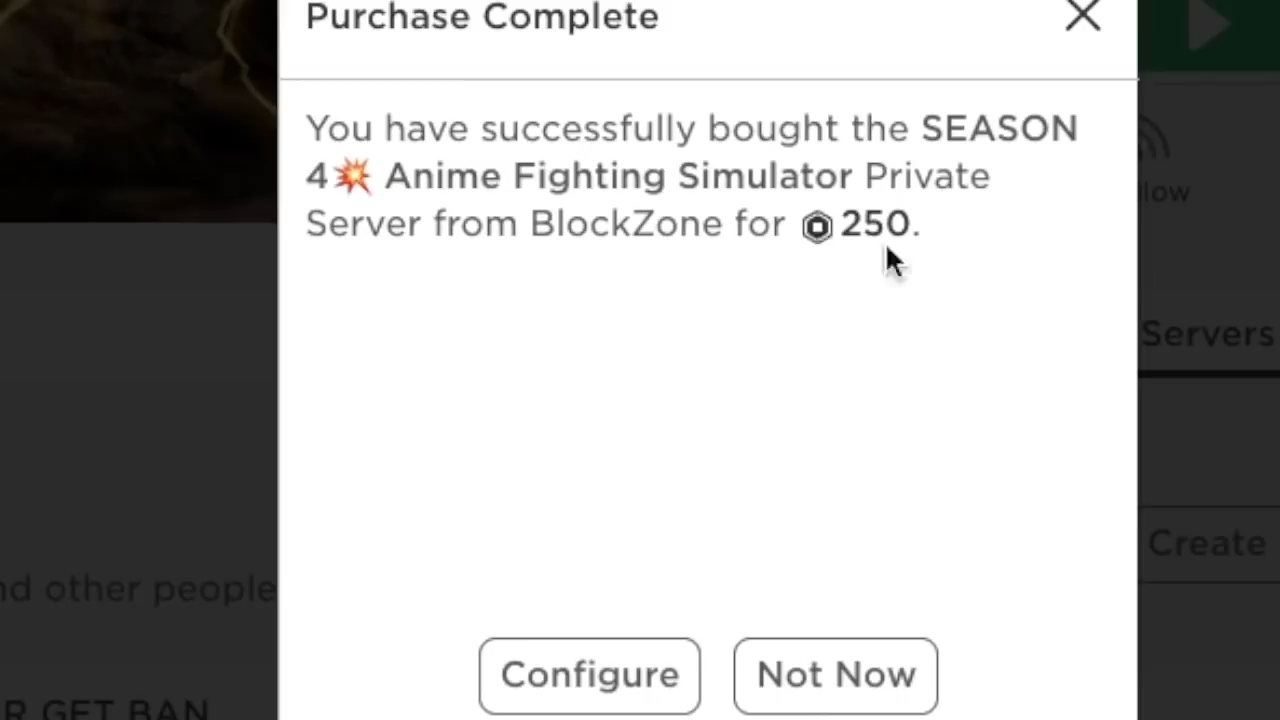 Purchase Complete
You have successfully bought the SEASON
4💥 Anime Fighting Simulator Private
Server from BlockZone for 250.
Servers
Create
other people
Configure
Not Now
GET BAN